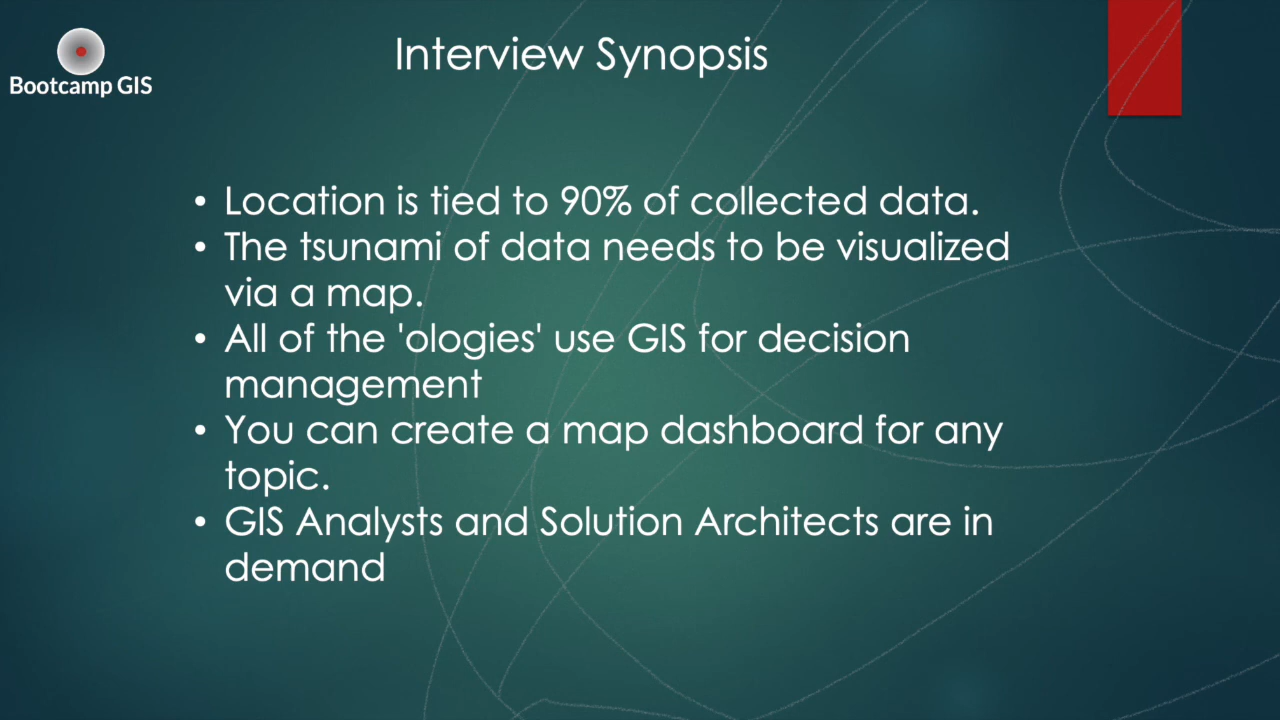 Bootcamp GIS
Interview Synopsis
• Location is tied to 90% of collected data.
• The tsunami of data needs to be visualized
via a map.
• All of the 'ologies' use GIS for decision
management
• You can create a map dashboard for any
topic.
• GIS Analysts and Solution Architects are in
demand